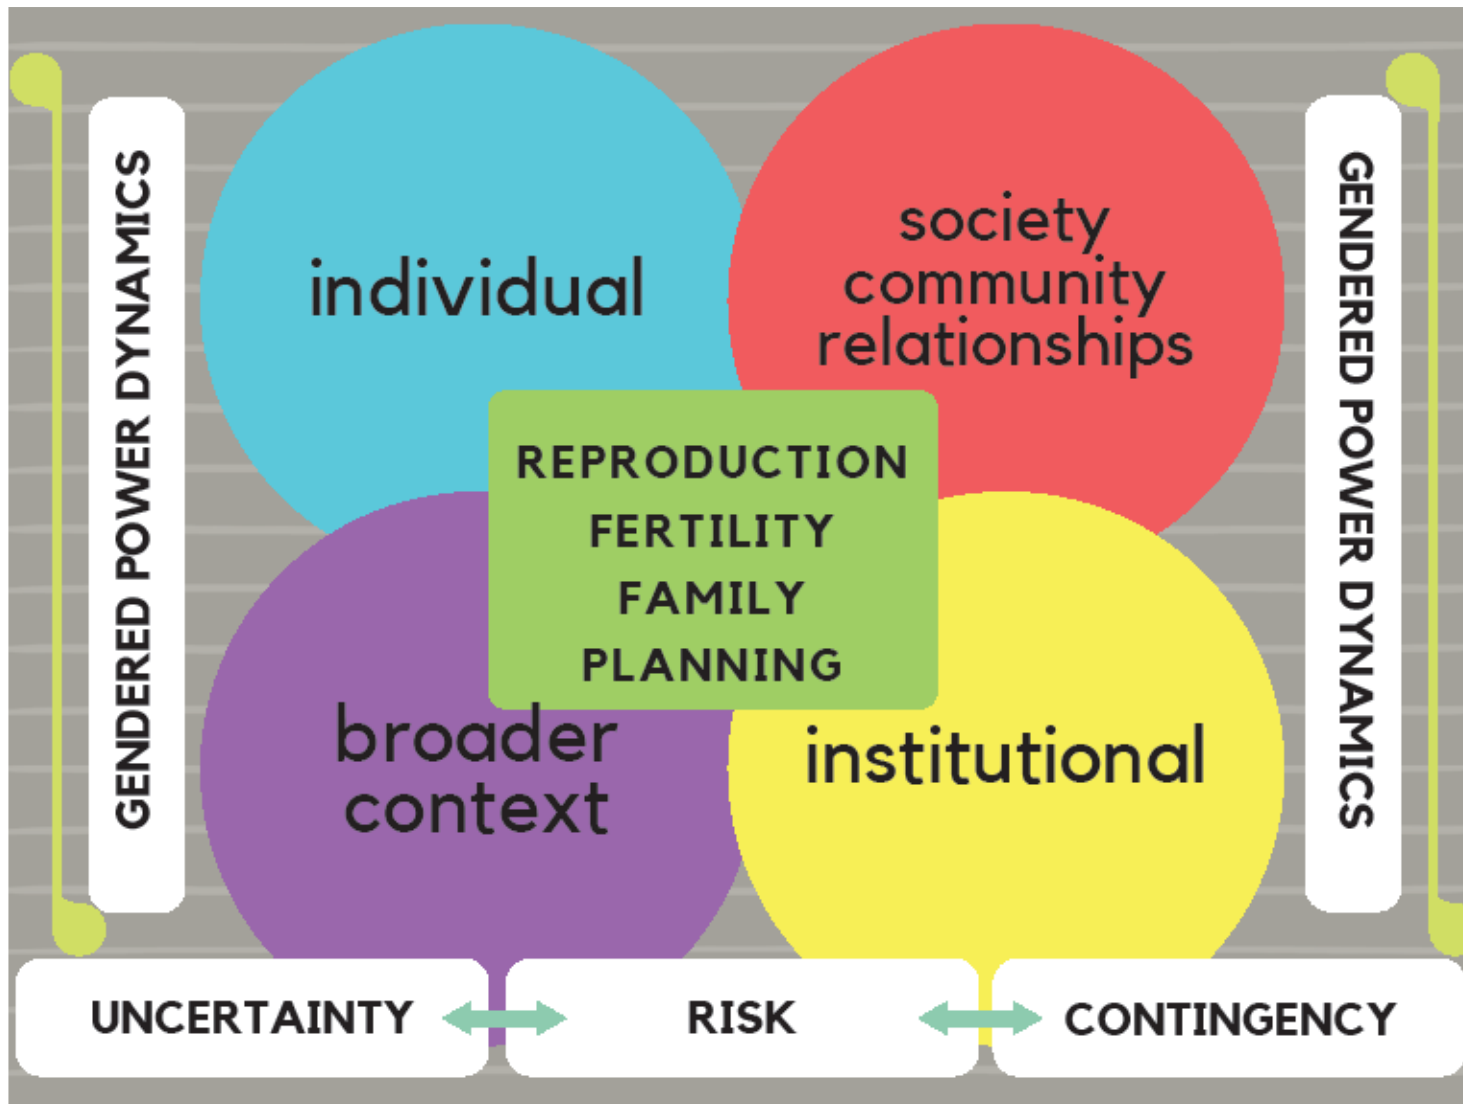 GENDERED POWER DYNAMICS
individual
society
community
relationships
REPRODUCTION
FERTILITY
FAMILY
PLANNING
broader
context
institutional
GENDERED POWER DYNAMICS
UNCERTAINTY
RISK
CONTINGENCY